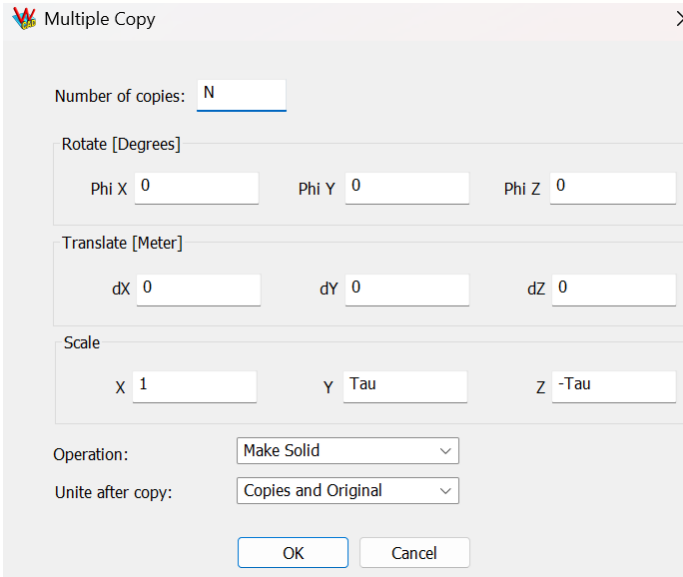 Multiple Copy
Number of copies: N
Rotate [Degrees]
Phi X 0 Phi Y 0 Phi Z 0
Translate [Meter]
dX 0 dY 0 dZ 0
Scale
X 1 Y Tau Z -Tau
Operation: Make Solid
Unite after copy: Copies and Original
OK Cancel